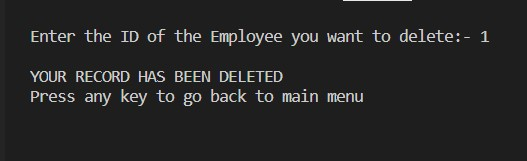 Enter the ID of the Employee you want to delete:- 1
YOUR RECORD HAS BEEN DELETED
Press any key to go back to main menu